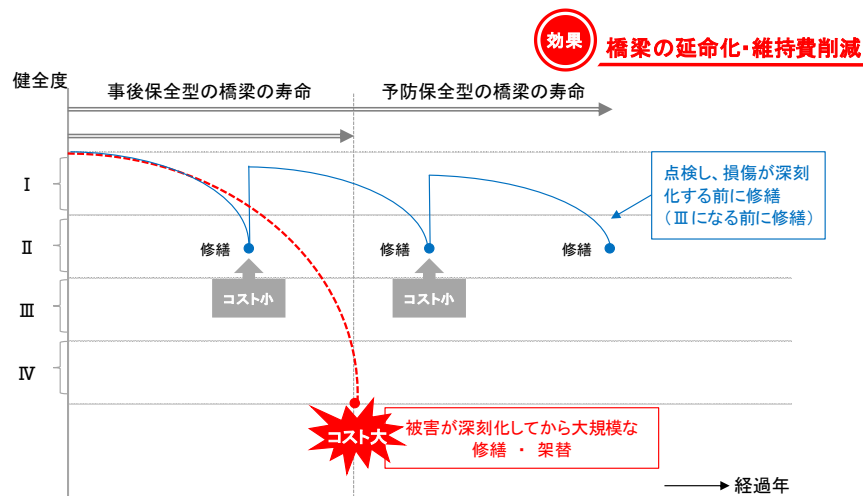 効果
橋梁の延命化・維持費削減
健全度
事後保全型の橋梁の寿命
予防保全型の橋梁の寿命
Ⅰ
点検し、損傷が深刻
化する前に修繕
（Ⅲになる前に修繕）
Ⅱ
修繕
修繕
修繕
コスト小
コスト小
Ⅲ
Ⅳ
コスト大
被害が深刻化してから大規模な
修繕 ・ 架替
経過年